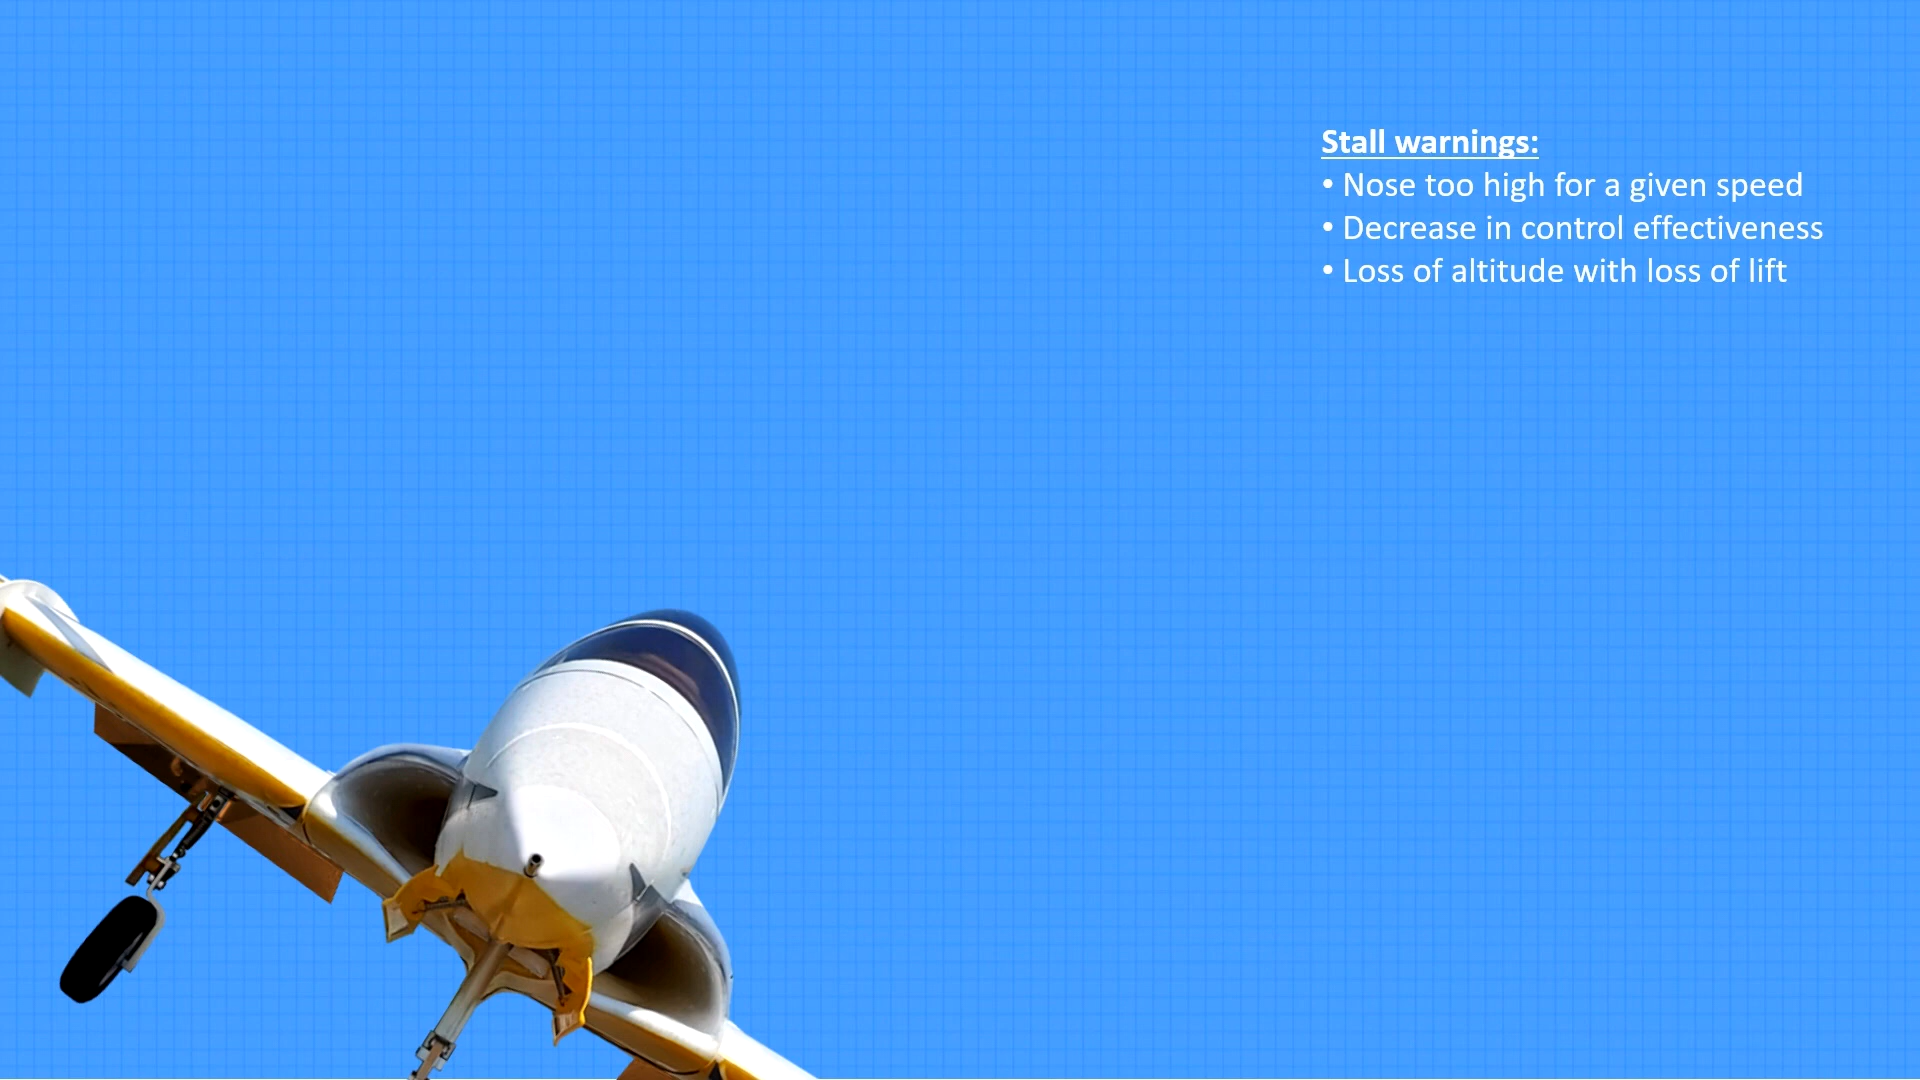 Stall warnings:
• Nose too high for a given speed
• Decrease in control effectiveness
• Loss of altitude with loss of lift